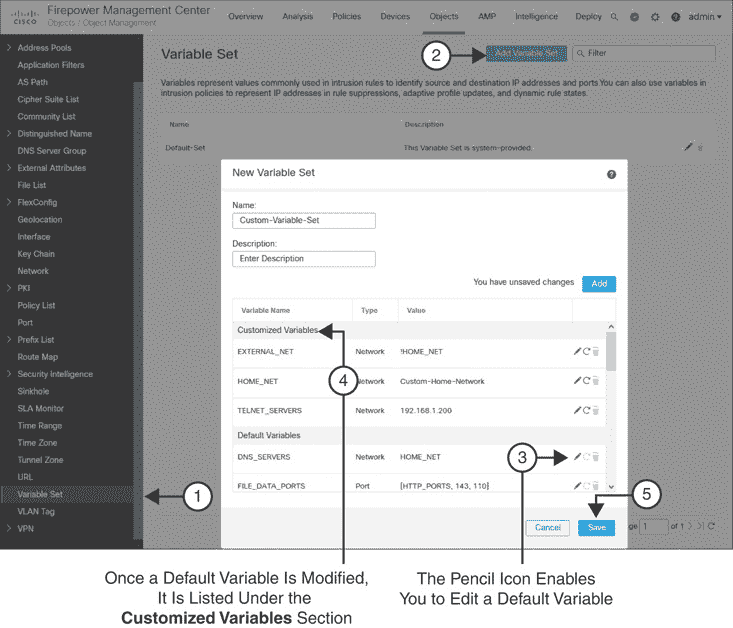 cisco
Firepower Management Center
Objects / Object Management
Overview Analysis Policies Devices Objects AMP Intelligence Deploy admin
Address Pools
Application Filters
AS Path
Cipher Suite List
Community List
Distinguished Name
DNS Server Group
External Attributes
File List
FlexConfig
Geolocation
Interface
Key Chain
Network
PKI
Policy List
Port
Prefix List
Route Map
Security Intelligence
Sinkhole
SLA Monitor
Time Range
Time Zone
Tunnel Zone
URL
Variable Set
VLAN Tag
VPN
1
Variable Set
2
Add Variable Set
Filter
Variables represent values commonly used in intrusion rules to identify source and destination IP addresses and ports.You can also use variables in
intrusion policies to represent IP addresses in rule suppressions, adaptive profile updates, and dynamic rule states.
Name Description
Default-Set This Variable Set is system-provided.
New Variable Set
Name:
Custom-Variable-Set
Description:
Enter Description
You have unsaved changes Add
Variable Name Type Value
Customized Variables
EXTERNAL_NET Network !HOME_NET
HOME_NET Network Custom-Home-Network
4
TELNET_SERVERS Network 192.168.1.200
Default Variables
DNS_SERVERS Network HOME_NET
3
FILE_DATA_PORTS Port [HTTP_PORTS, 143, 110]
5
Cancel Save
ge 1 of 1
Once a Default Variable Is Modified,
It Is Listed Under the
Customized Variables Section
The Pencil Icon Enables
You to Edit a Default Variable